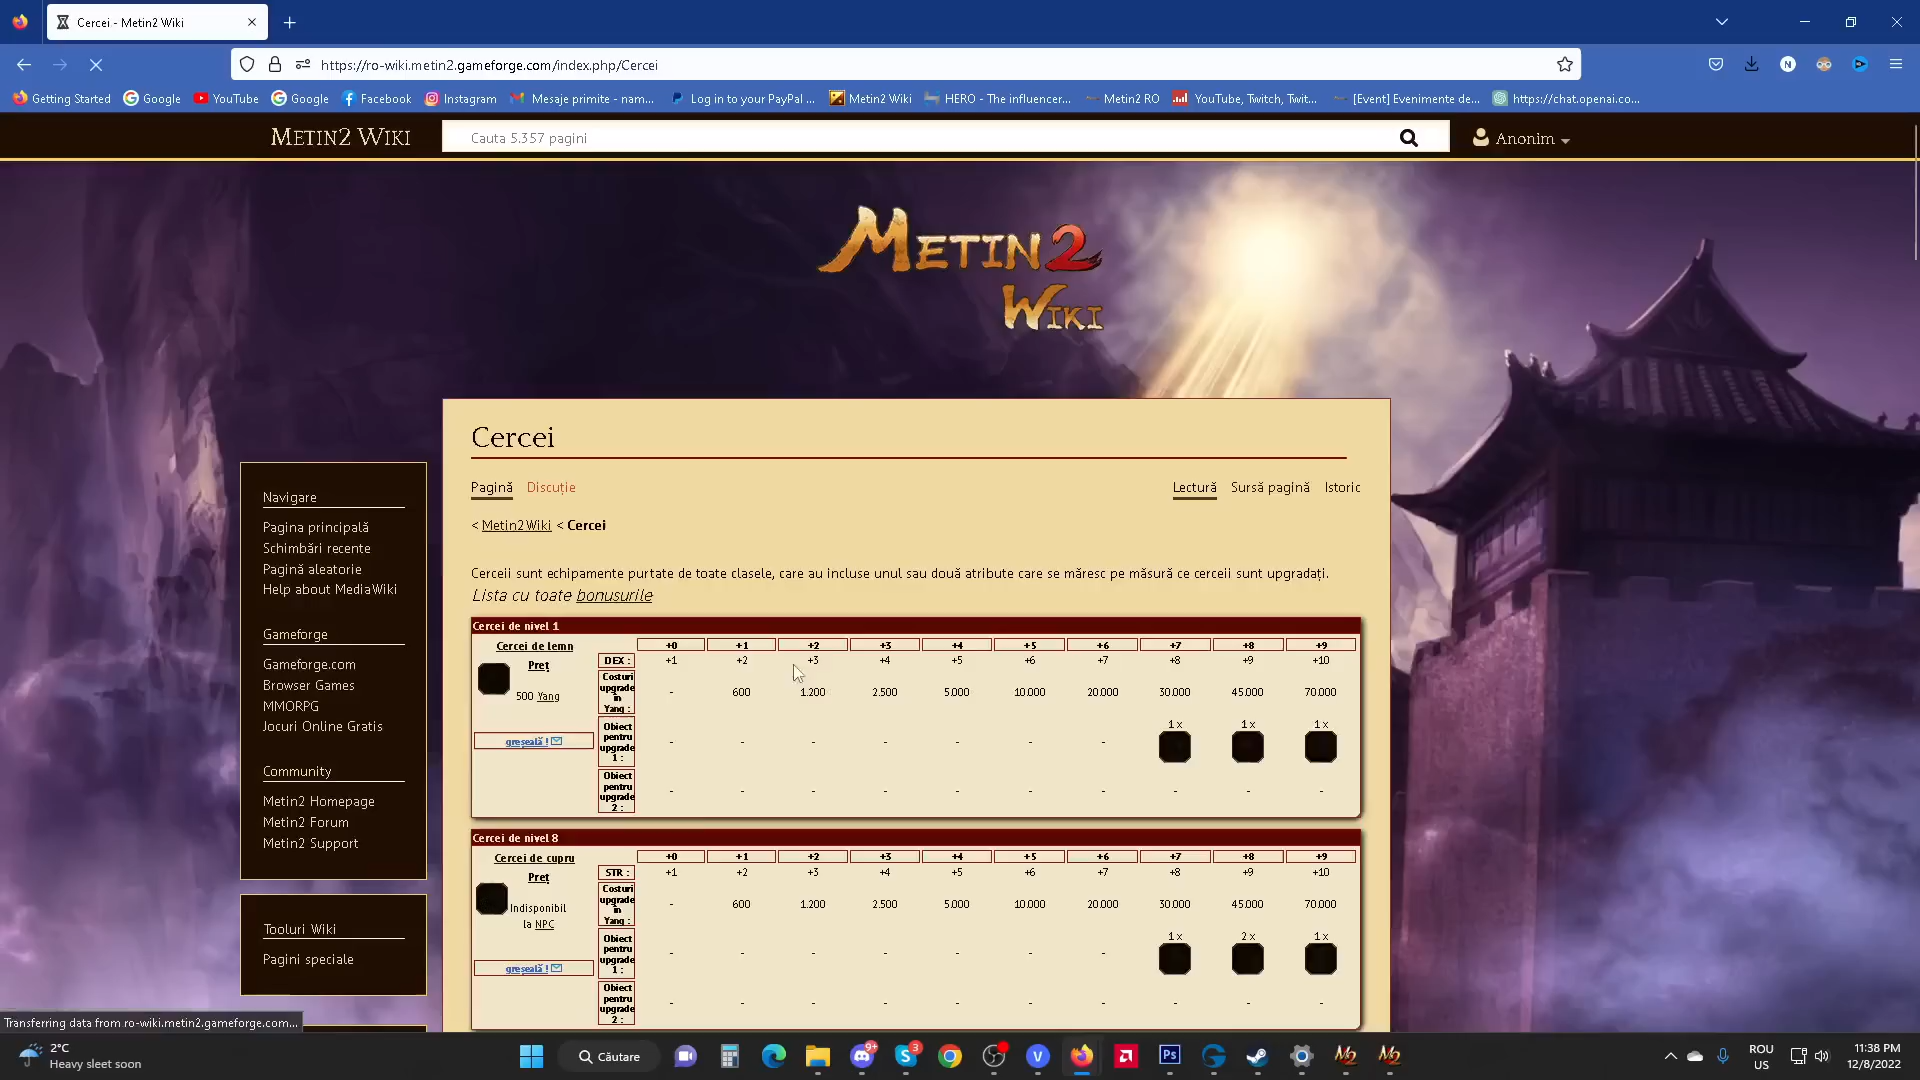 Cercei - Metin2 Wiki
https://ro-wiki.metin2.gameforge.com/index.php/Cercei
Getting Started Google YouTube Google Facebook Instagram Mesaje primite - nam... Log in to your PayPal ... Metin2 Wiki HERO - The influencer... Metin2 RO YouTube, Twitch, Twit... [Event] Evenimente de... https://chat.openai.co...
Metin2 Wiki
Cauta 5.357 pagini
Anonim
Metin2
Wiki
Cercei
Pagină Discuție Lectură Sursă pagină Istoric
< Metin2Wiki < Cercei
Cerceii sunt echipamente purtate de toate clasele, care au incluse unul sau două atribute care se măresc pe măsură ce cerceii sunt upgradați.
Lista cu toate bonusurile
Navigare
Pagina principală
Schimbări recente
Pagină aleatorie
Help about MediaWiki
Gameforge
Gameforge.com
Browser Games
MMORPG
Jocuri Online Gratis
Community
Metin2 Homepage
Metin2 Forum
Metin2 Support
Tooluri Wiki
Pagini speciale
Cercei de nivel 1
Cercei de lemn +0 +1 +2 +3 +4 +5 +6 +7 +8 +9
Preț
500 Yang
greșeală !
DEX : +1 +2 +3 +4 +5 +6 +7 +8 +9 +10
Costuri upgrade în Yang : - 600 1.200 2.500 5.000 10.000 20.000 30.000 45.000 70.000
Obiect pentru upgrade 1 : - - - - - - - 1 x 1 x 1 x
Obiect pentru upgrade 2 : - - - - - - - - - -
Cercei de nivel 8
Cercei de cupru +0 +1 +2 +3 +4 +5 +6 +7 +8 +9
Preț
Indisponibil
la NPC
greșeală !
STR : +1 +2 +3 +4 +5 +6 +7 +8 +9 +10
Costuri upgrade în Yang : - 600 1.200 2.500 5.000 10.000 20.000 30.000 45.000 70.000
Obiect pentru upgrade 1 : - - - - - - - 1 x 2 x 1 x
Obiect pentru upgrade 2 : - - - - - - - - - -
Transferring data from ro-wiki.metin2.gameforge.com...
2°C
Heavy sleet soon
Căutare
9+
3
Ps
ROU
US
11:38 PM
12/8/2022